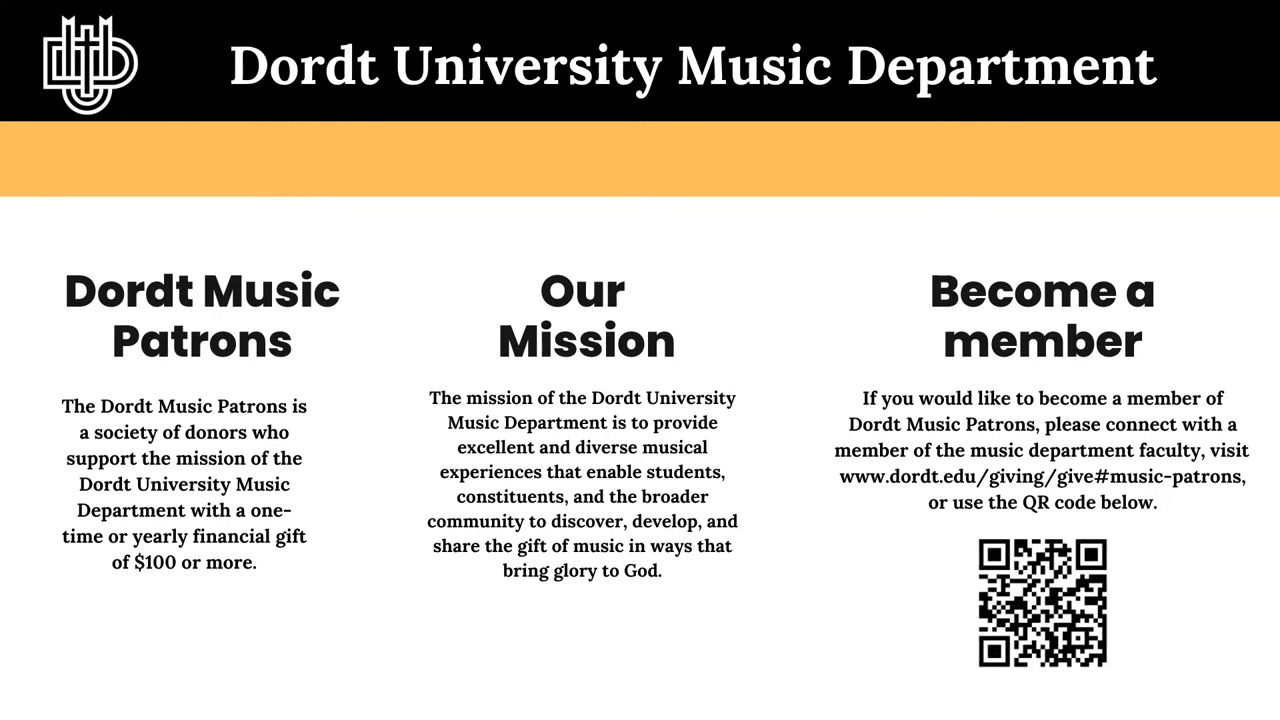 Dordt University Music Department
Dordt Music
Patrons
The Dordt Music Patrons is
a society of donors who
support the mission of the
Dordt University Music
Department with a one-
time or yearly financial gift
of $100 or more.
Our
Mission
The mission of the Dordt University
Music Department is to provide
excellent and diverse musical
experiences that enable students,
constituents, and the broader
community to discover, develop, and
share the gift of music in ways that
bring glory to God.
Become a
member
If you would like to become a member of
Dordt Music Patrons, please connect with a
member of the music department faculty, visit
www.dordt.edu/giving/give#music-patrons,
or use the QR code below.